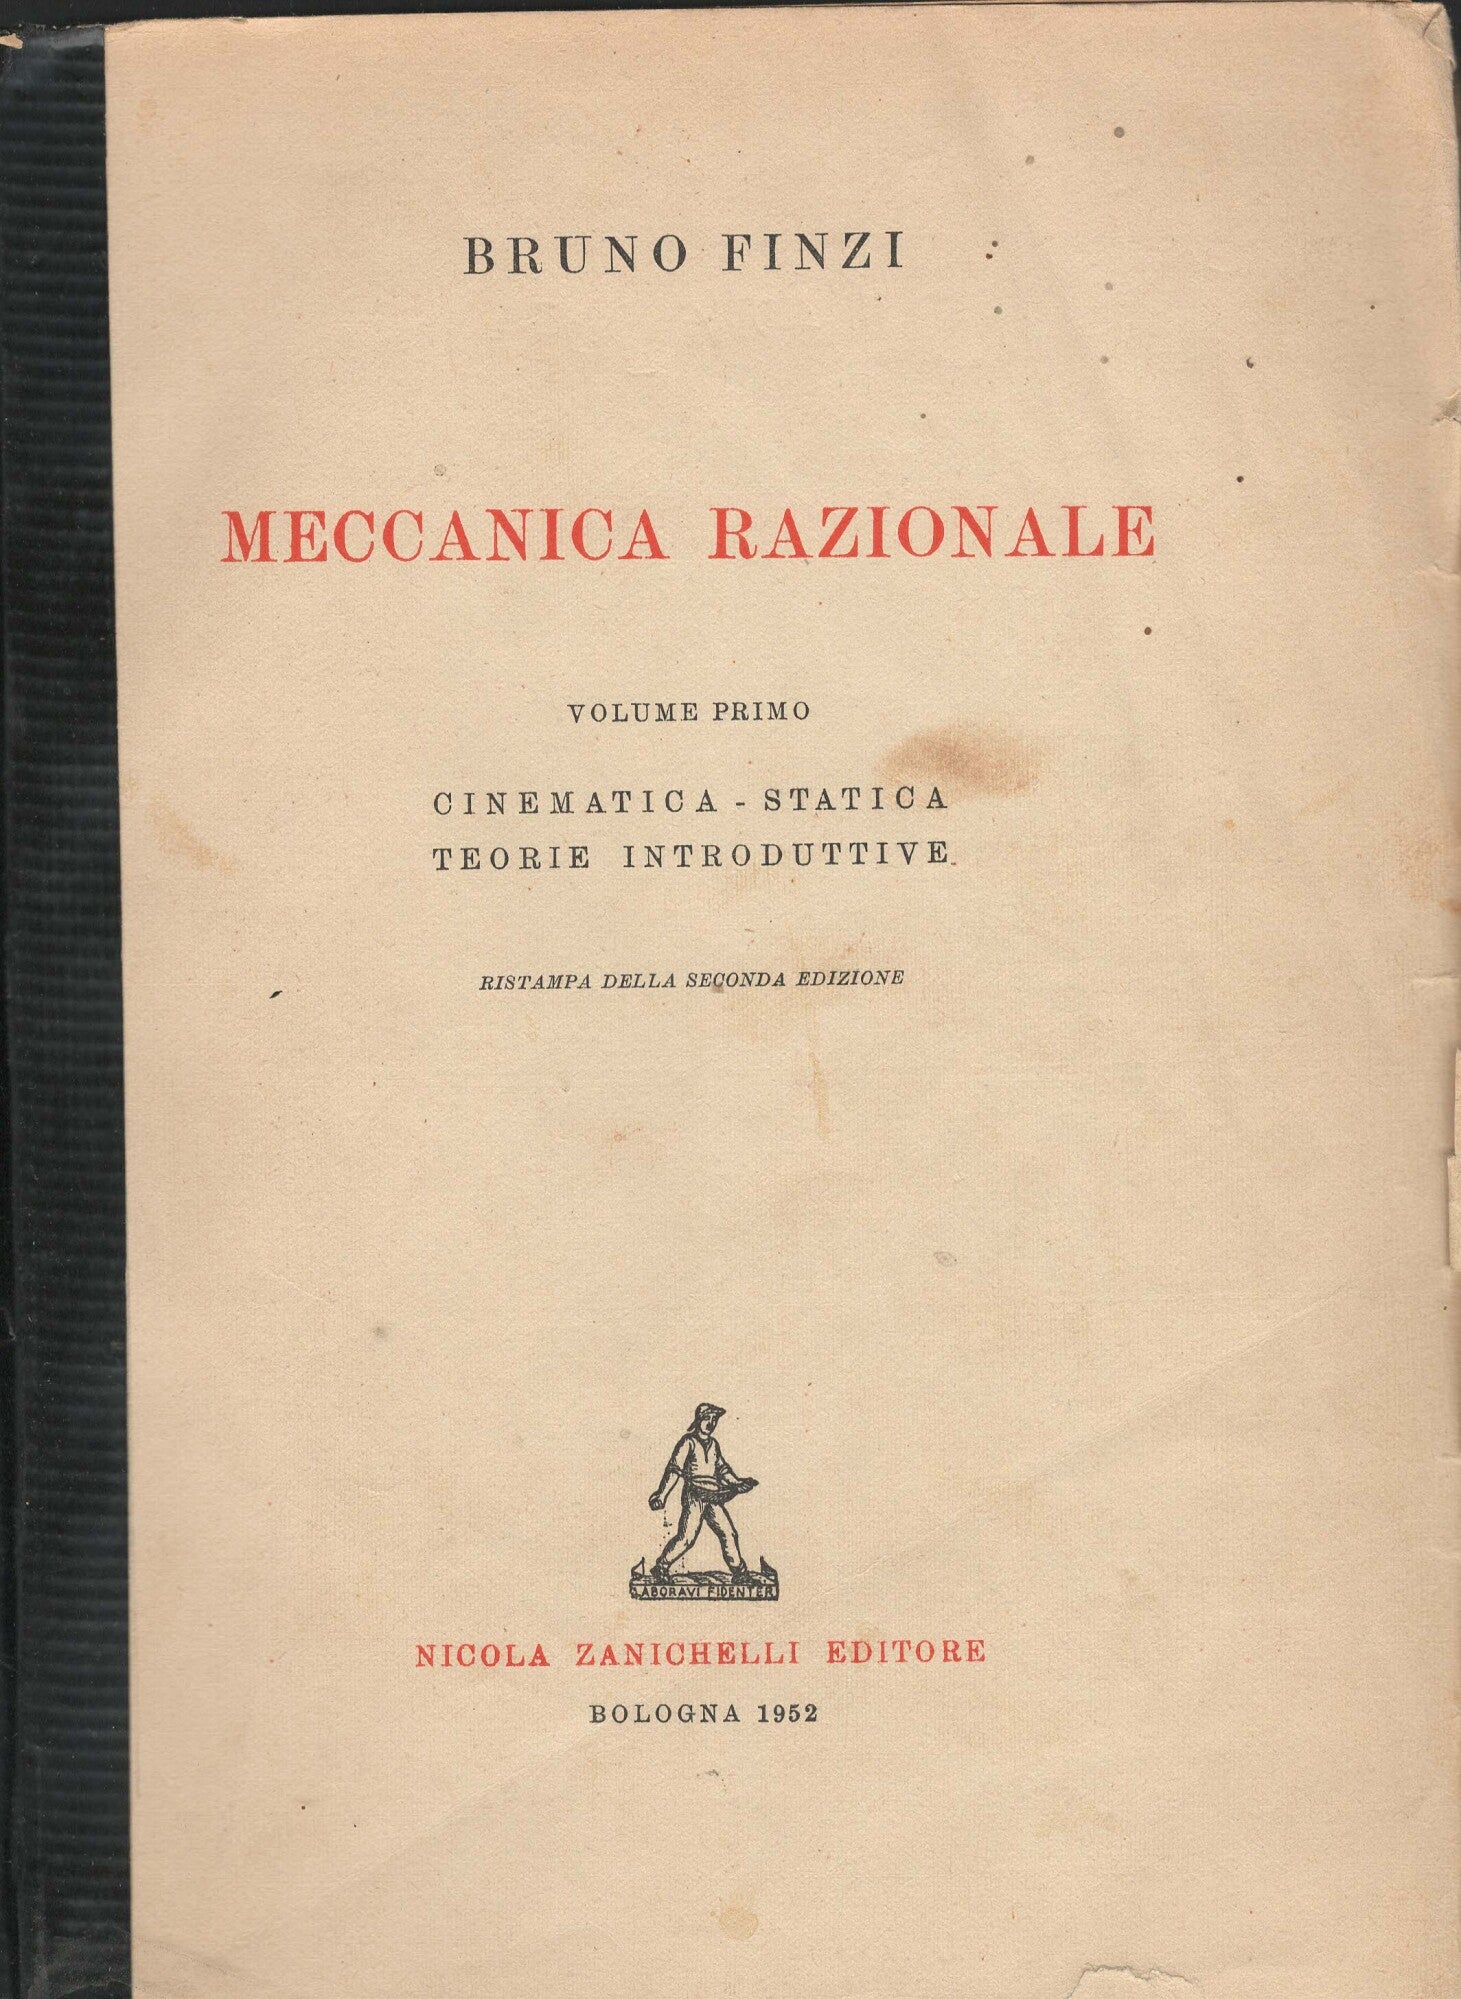 BRUNO FINZI
MECCANICA RAZIONALE
VOLUME PRIMO
CINEMATICA - STATICA
TEORIE INTRODUTTIVE
RISTAMPA DELLA SECONDA EDIZIONE
LABORAVI FIDENTER
NICOLA ZANICHELLI EDITORE
BOLOGNA 1952